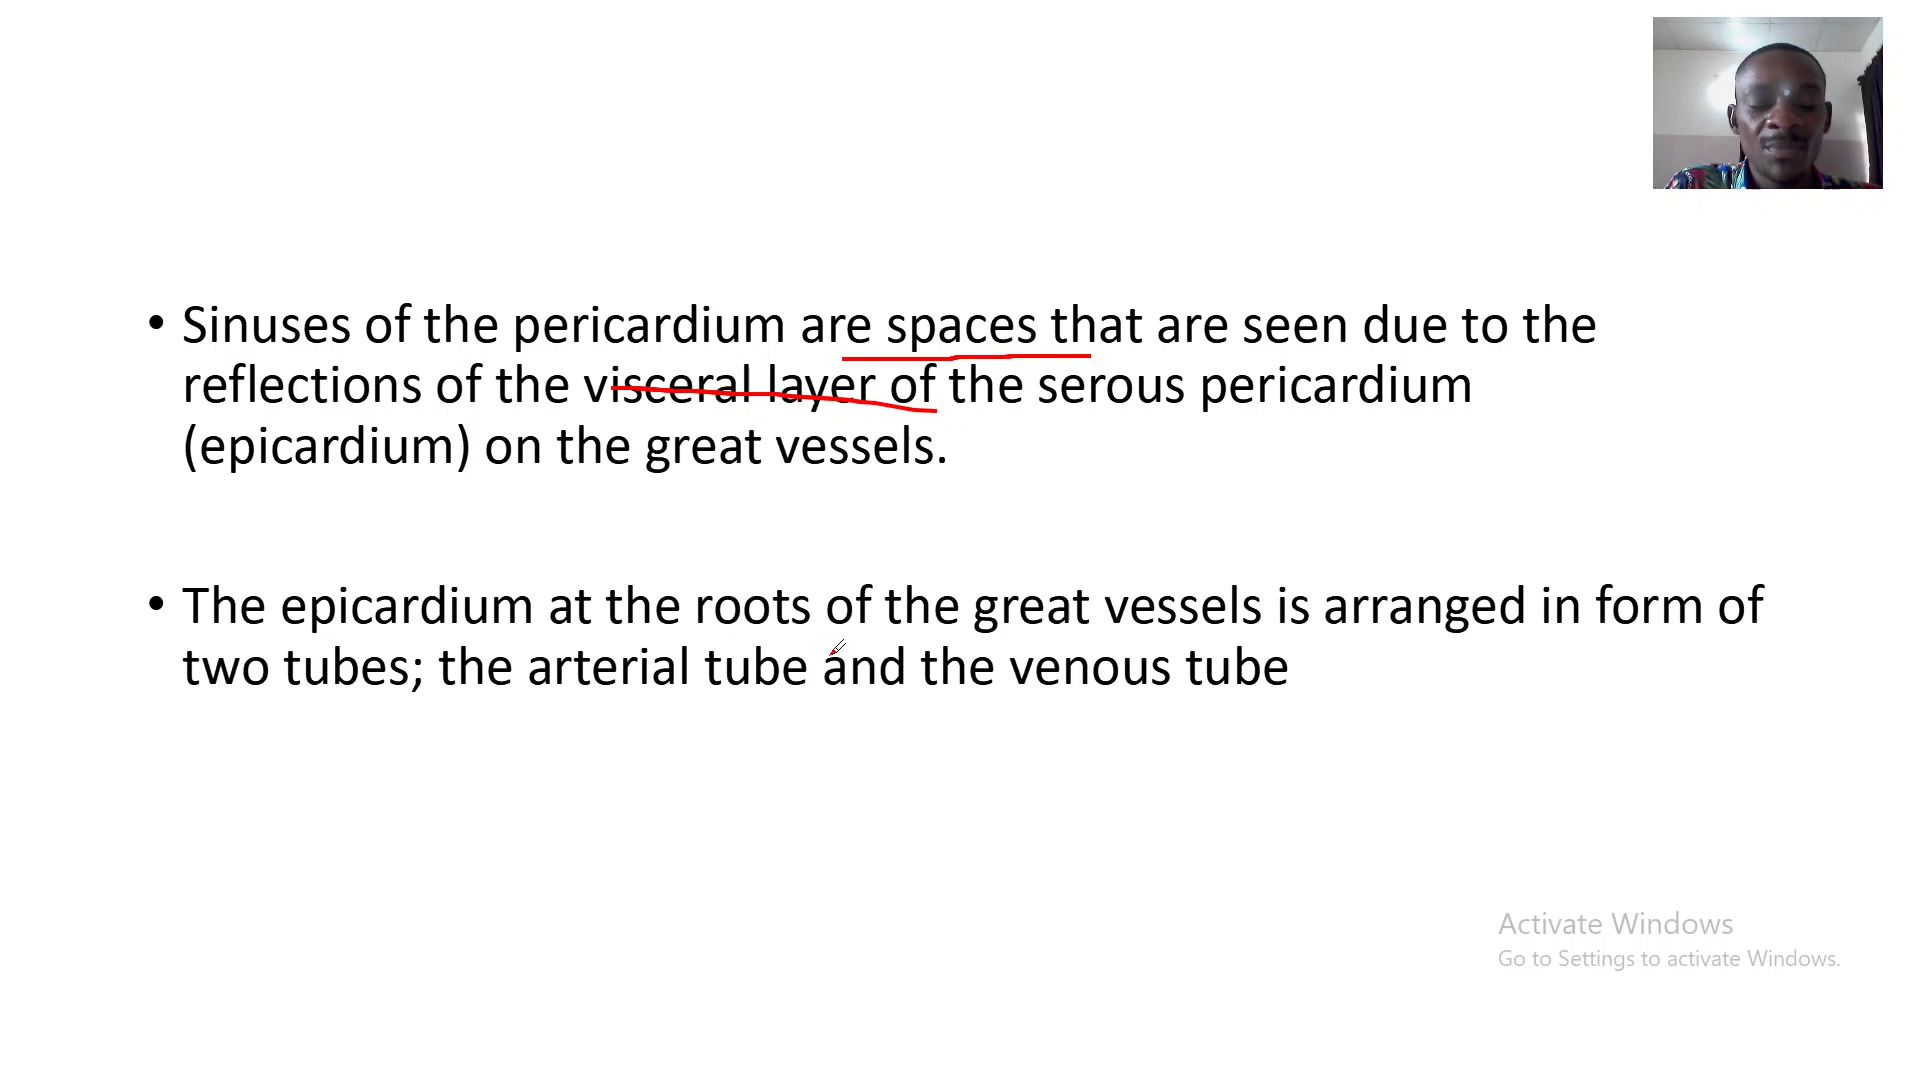 • Sinuses of the pericardium are spaces that are seen due to the
reflections of the visceral layer of the serous pericardium
(epicardium) on the great vessels.
• The epicardium at the roots of the great vessels is arranged in form of
two tubes; the arterial tube and the venous tube
Activate Windows
Go to Settings to activate Windows.